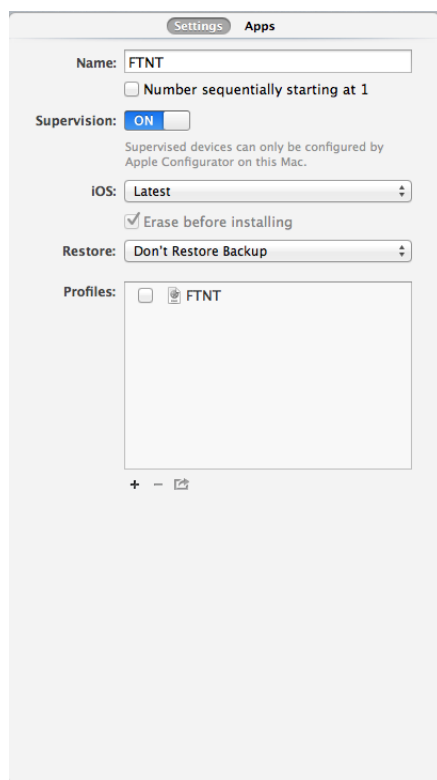 Settings Apps
Name: FTNT
Number sequentially starting at 1
Supervision: ON
Supervised devices can only be configured by
Apple Configurator on this Mac.
iOS: Latest
Erase before installing
Restore: Don't Restore Backup
Profiles: FTNT